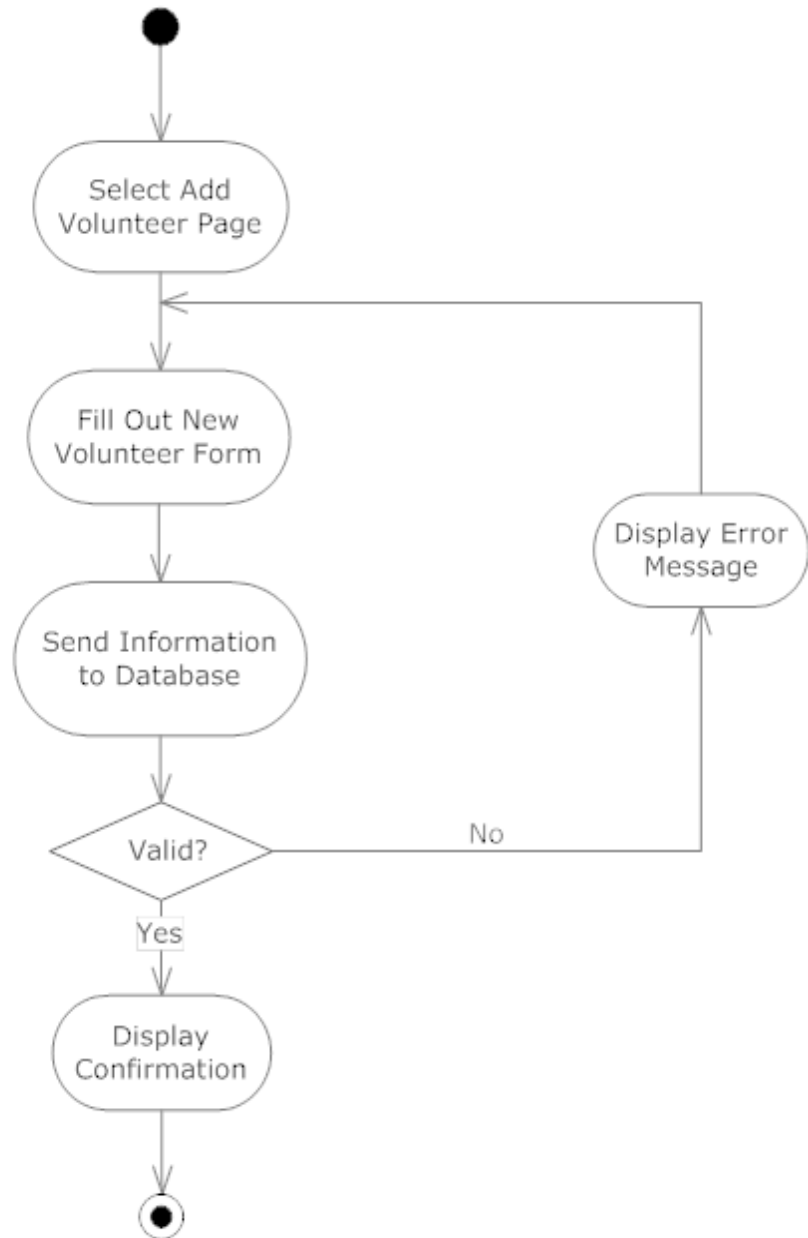 Select Add
Volunteer Page
Fill Out New
Volunteer Form
Display Error
Message
Send Information
to Database
Valid?
No
Yes
Display
Confirmation